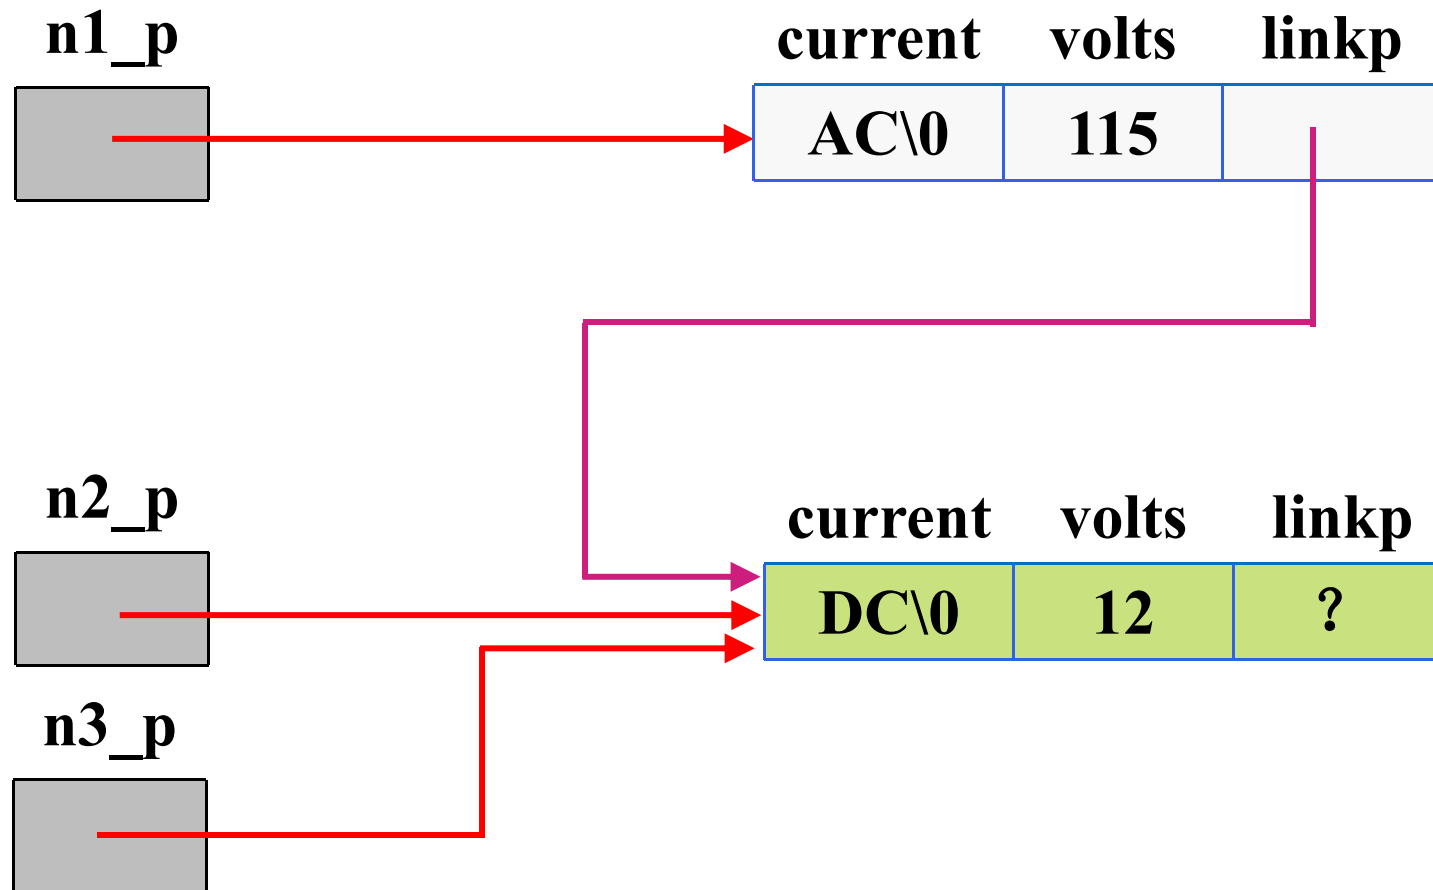 n1_p
current volts linkp
AC\0 115
n2_p
current volts linkp
DC\0 12 ?
n3_p